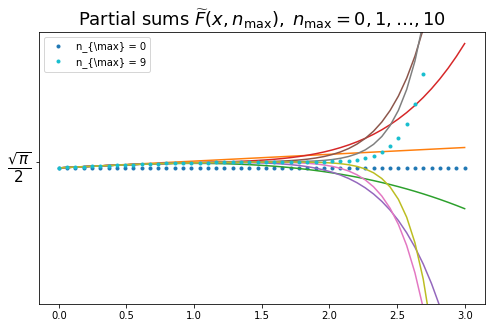 Partial sums F̃(x, n_max), n_max = 0, 1, ..., 10
n_{\max} = 0
n_{\max} = 9
√π/2
0.0 0.5 1.0 1.5 2.0 2.5 3.0